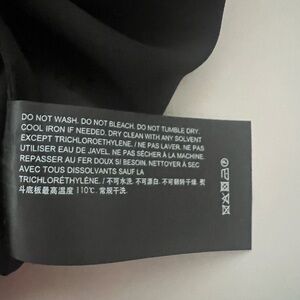 DO NOT WASH. DO NOT BLEACH. DO NOT TUMBLE DRY.
COOL IRON IF NEEDED. DRY CLEAN WITH ANY SOLVENT
EXCEPT TRICHLOROETHYLENE. / NE PAS LAVER. NE PAS
UTILISER EAU DE JAVEL. NE PAS SÉCHER À LA MACHINE.
REPASSER AU FER DOUX SI BESOIN. NETTOYER À SEC
AVEC TOUS DISSOLVANTS SAUF LA
TRICHLORÉTHYLÈNE. / 不可水洗. 不可漂白. 不可翻转干燥. 熨
斗底板最高温度 110℃. 常规干洗.